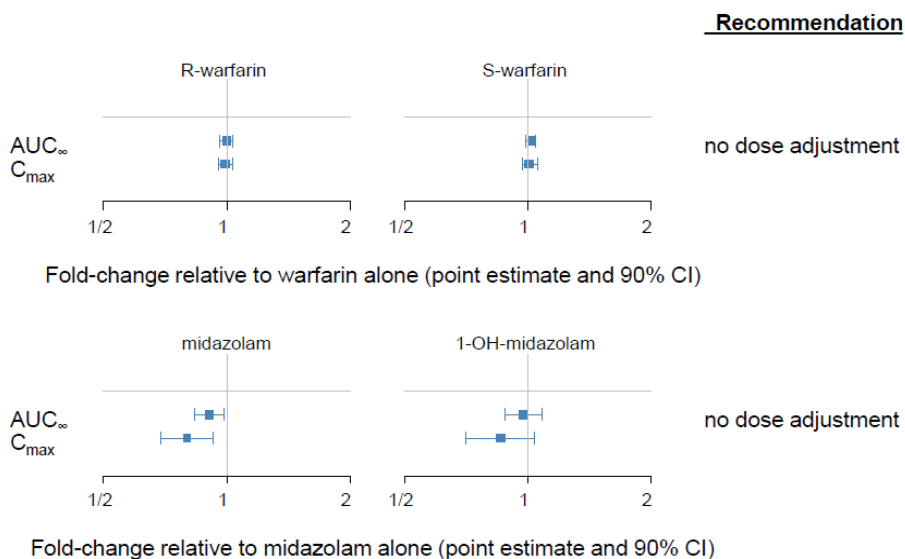 Recommendation
R-warfarin S-warfarin
AUC∞ no dose adjustment
Cmax
1/2 1 2 1/2 1 2
Fold-change relative to warfarin alone (point estimate and 90% CI)
midazolam 1-OH-midazolam
AUC∞ no dose adjustment
Cmax
1/2 1 2 1/2 1 2
Fold-change relative to midazolam alone (point estimate and 90% CI)